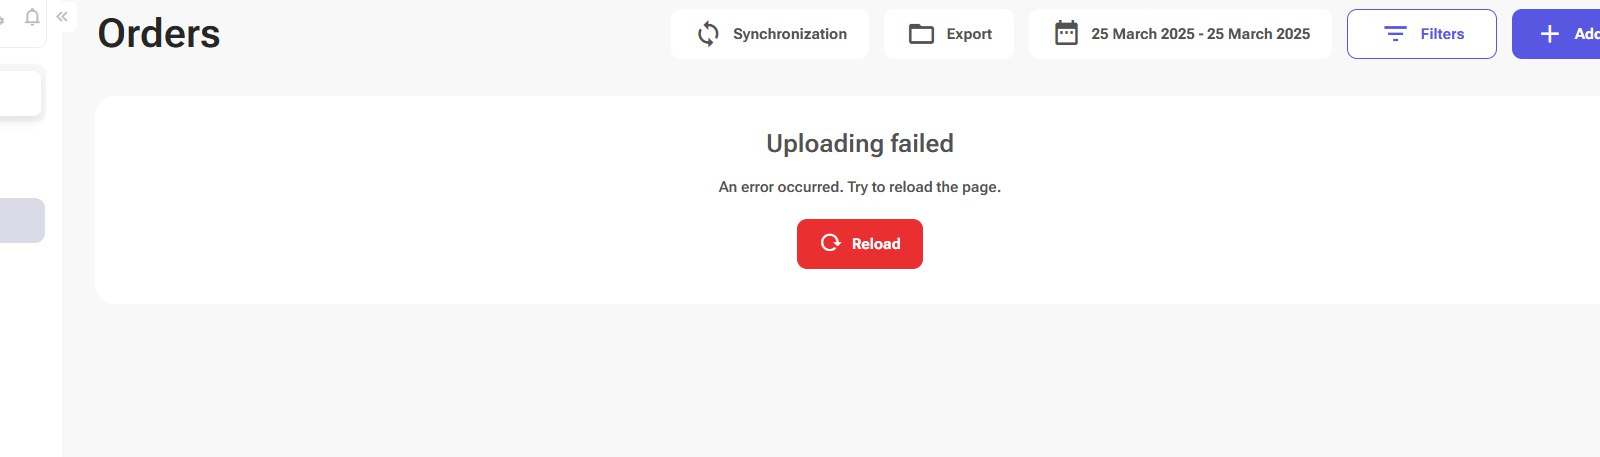 Orders
Synchronization
Export
25 March 2025 - 25 March 2025
Filters
Uploading failed
An error occurred. Try to reload the page.
Reload